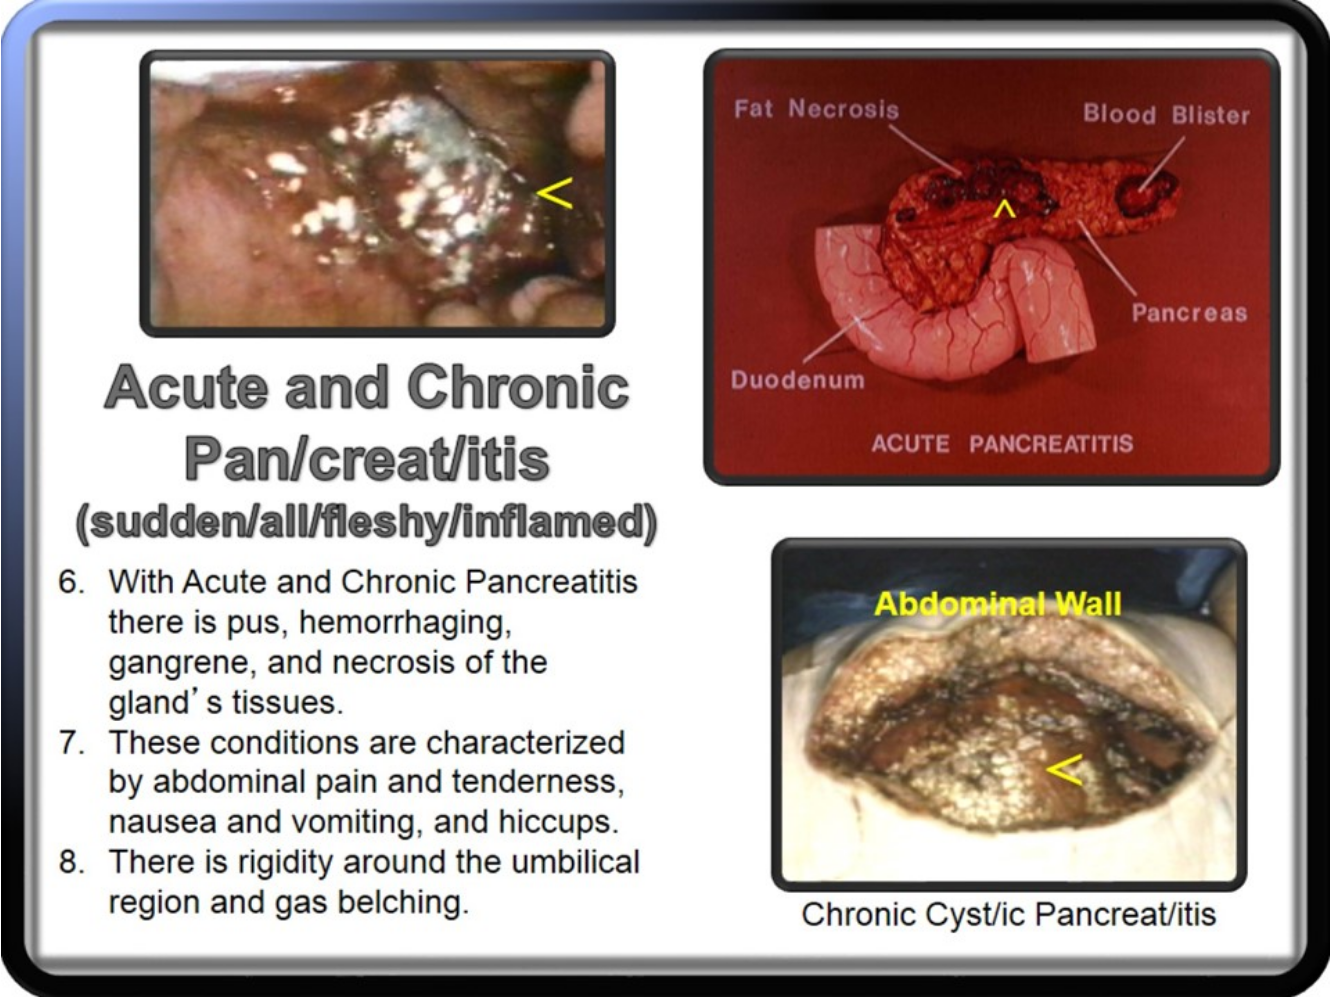 Fat Necrosis
Blood Blister
Pancreas
Duodenum
ACUTE PANCREATITIS
Acute and Chronic
Pan/creat/itis
(sudden/all/fleshy/inflamed)
6. With Acute and Chronic Pancreatitis
there is pus, hemorrhaging,
gangrene, and necrosis of the
gland’s tissues.
7. These conditions are characterized
by abdominal pain and tenderness,
nausea and vomiting, and hiccups.
8. There is rigidity around the umbilical
region and gas belching.
Abdominal Wall
Chronic Cyst/ic Pancreat/itis